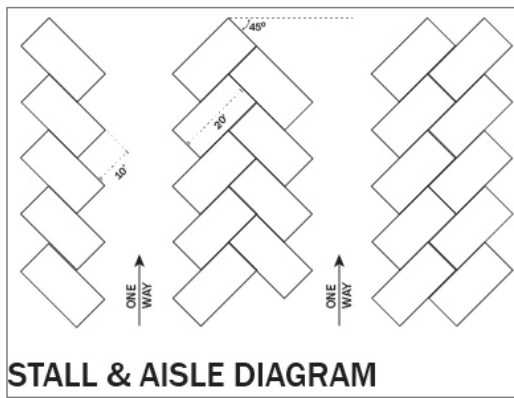 45°
20'
10'
ONE
WAY
ONE
WAY
STALL & AISLE DIAGRAM